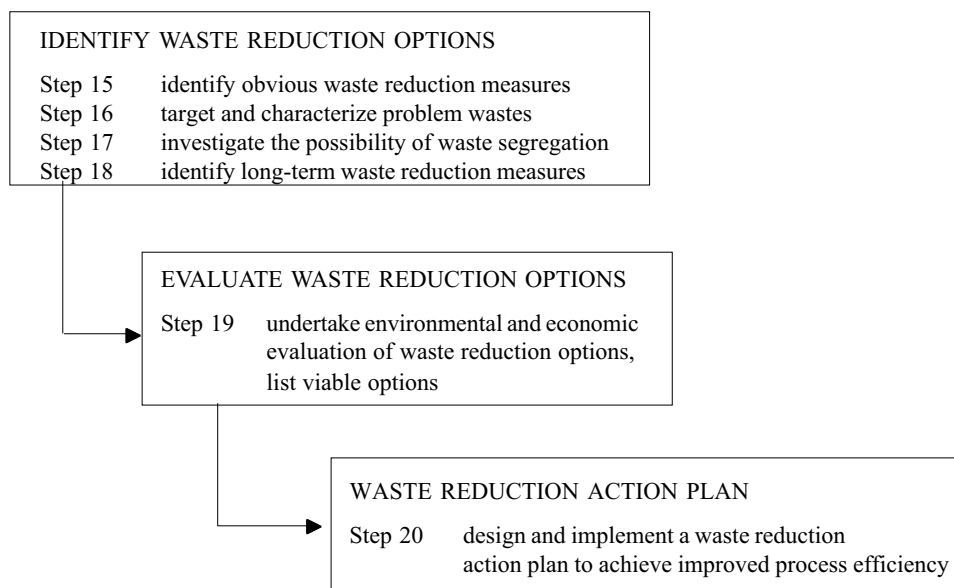 IDENTIFY WASTE REDUCTION OPTIONS
Step 15 identify obvious waste reduction measures
Step 16 target and characterize problem wastes
Step 17 investigate the possibility of waste segregation
Step 18 identify long-term waste reduction measures
EVALUATE WASTE REDUCTION OPTIONS
Step 19 undertake environmental and economic
evaluation of waste reduction options,
list viable options
WASTE REDUCTION ACTION PLAN
Step 20 design and implement a waste reduction
action plan to achieve improved process efficiency